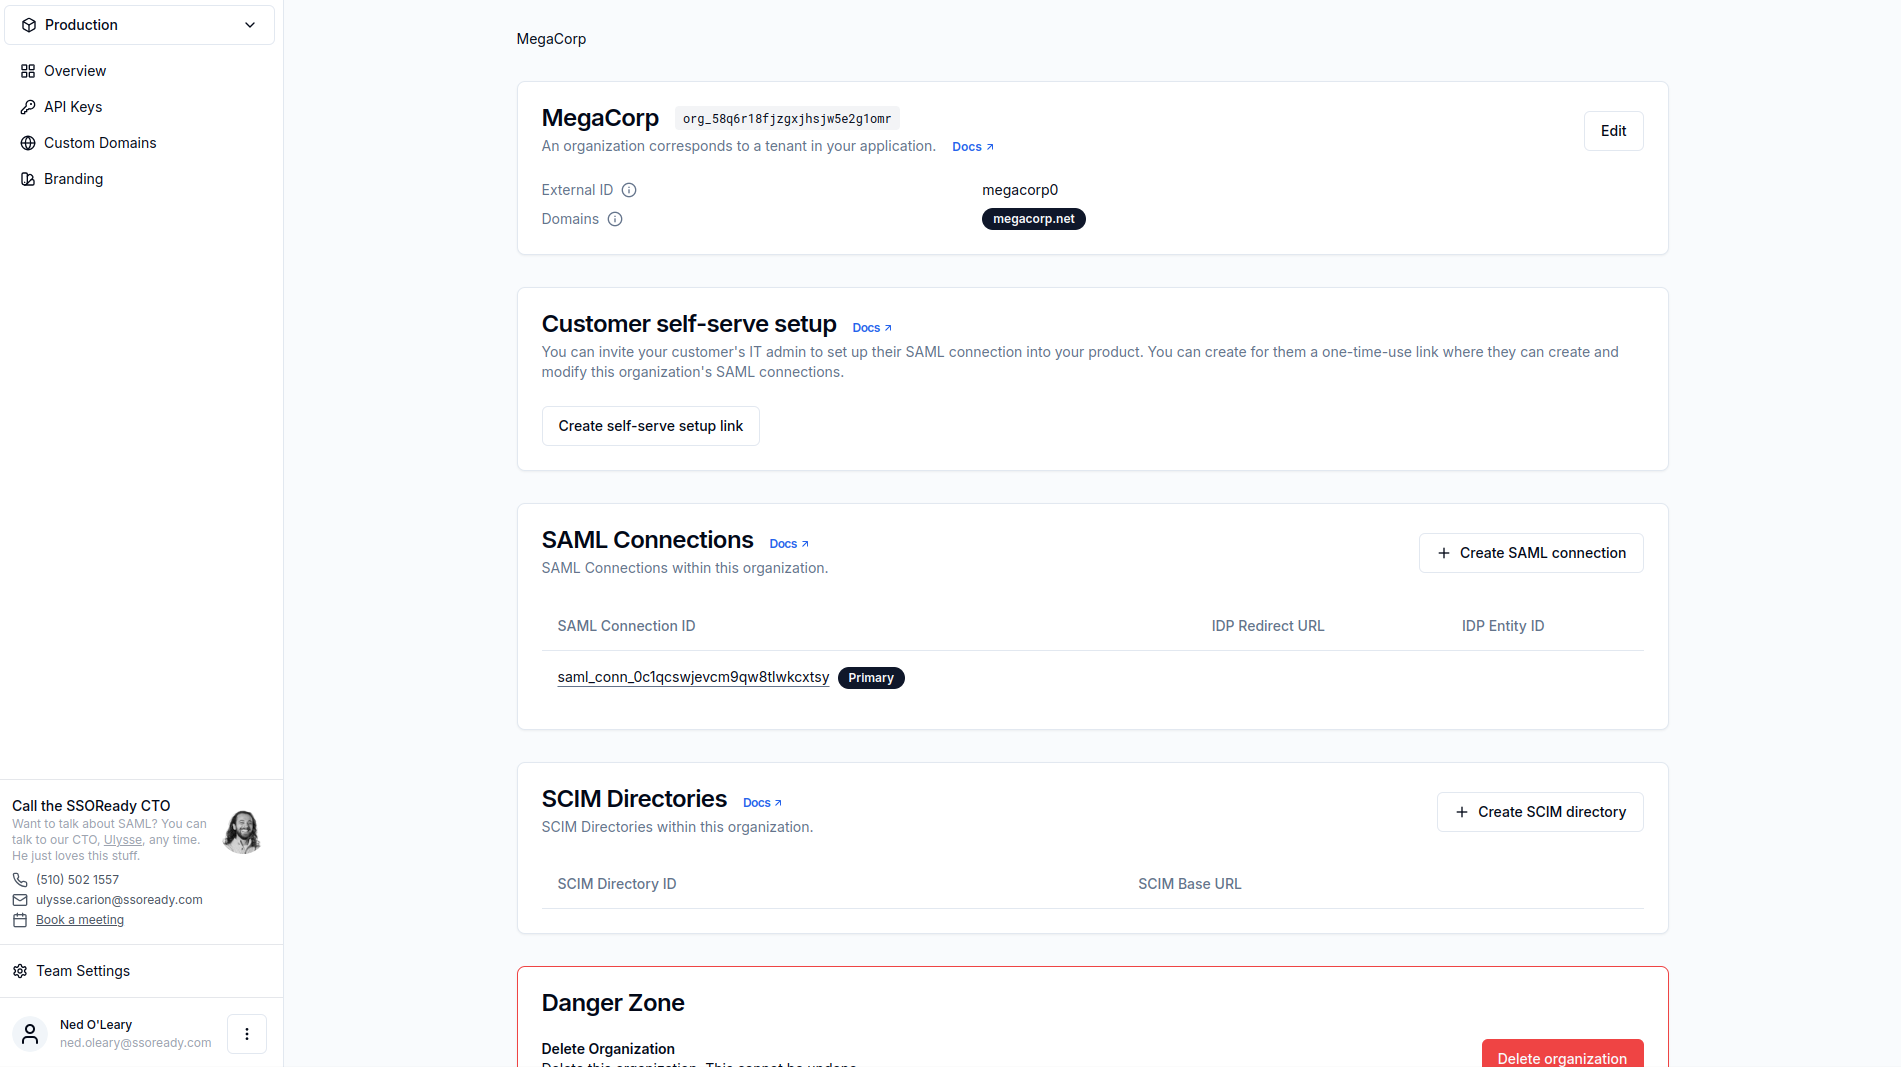 Production
Overview
API Keys
Custom Domains
Branding
Call the SSOReady CTO
Want to talk about SAML? You can
talk to our CTO, Ulysse, any time.
He just loves this stuff.
(510) 502 1557
ulysse.carion@ssoready.com
Book a meeting
Team Settings
Ned O'Leary
ned.oleary@ssoready.com
MegaCorp
MegaCorp org_58q6r18fjzgxjhsjw5e2g1omr
An organization corresponds to a tenant in your application. Docs
Edit
External ID megacorp0
Domains megacorp.net
Customer self-serve setup Docs
You can invite your customer's IT admin to set up their SAML connection into your product. You can create for them a one-time-use link where they can create and
modify this organization's SAML connections.
Create self-serve setup link
SAML Connections Docs
SAML Connections within this organization.
Create SAML connection
SAML Connection ID IDP Redirect URL IDP Entity ID
saml_conn_0c1qcswjevcm9qw8tlwkcxtsy Primary
SCIM Directories Docs
SCIM Directories within this organization.
Create SCIM directory
SCIM Directory ID SCIM Base URL
Danger Zone
Delete Organization
Delete this organization. This cannot be undone.
Delete organization